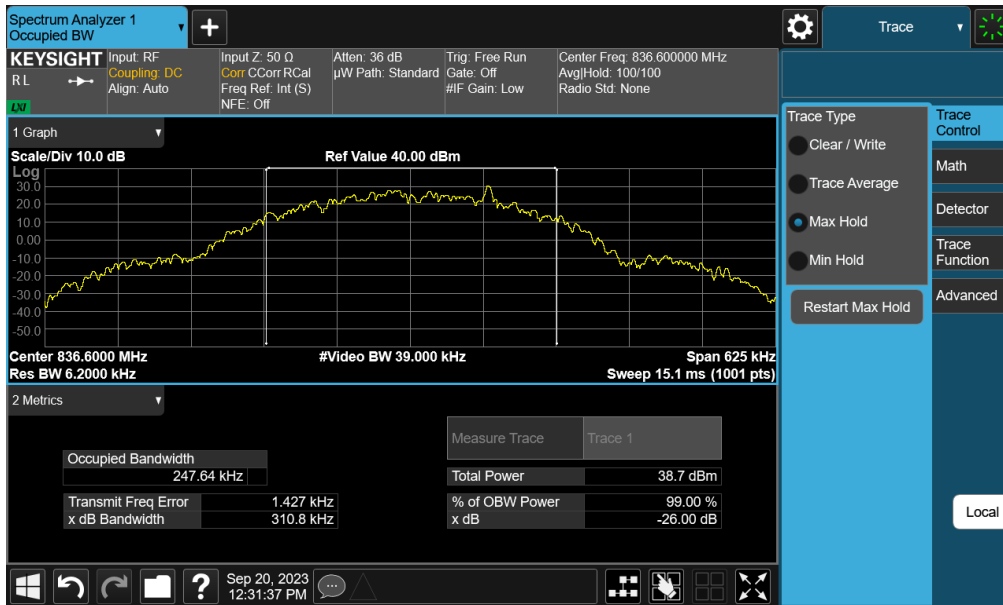 Spectrum Analyzer 1
Occupied BW
+
Trace
KEYSIGHT
R L
LXI
Input: RF
Coupling: DC
Align: Auto
Input Z: 50 Ω
Corr CCorr RCal
Freq Ref: Int (S)
NFE: Off
Atten: 36 dB
µW Path: Standard
Trig: Free Run
Gate: Off
#IF Gain: Low
Center Freq: 836.600000 MHz
Avg|Hold: 100/100
Radio Std: None
1 Graph
Scale/Div 10.0 dB
Ref Value 40.00 dBm
Log
30.0
20.0
10.0
0.00
-10.0
-20.0
-30.0
-40.0
-50.0
Center 836.6000 MHz
#Video BW 39.000 kHz
Span 625 kHz
Res BW 6.2000 kHz
Sweep 15.1 ms (1001 pts)
2 Metrics
Measure Trace
Trace 1
Occupied Bandwidth
247.64 kHz
Total Power 38.7 dBm
Transmit Freq Error 1.427 kHz
% of OBW Power 99.00 %
x dB Bandwidth 310.8 kHz
x dB -26.00 dB
Trace Type
Clear / Write
Trace Average
Max Hold
Min Hold
Restart Max Hold
Trace
Control
Math
Detector
Trace
Function
Advanced
Local
?
Sep 20, 2023
12:31:37 PM